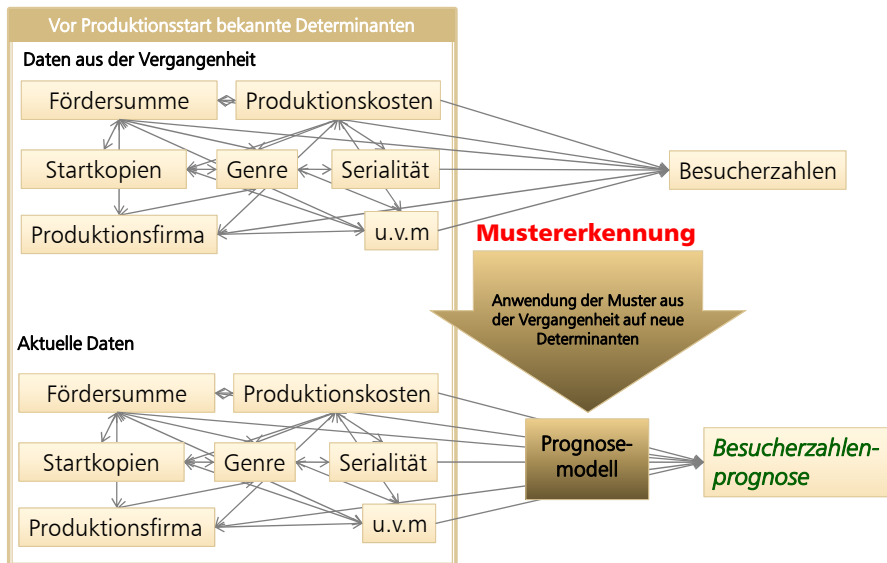 Vor Produktionsstart bekannte Determinanten
Daten aus der Vergangenheit
Fördersumme
Produktionskosten
Startkopien
Genre
Serialität
Besucherzahlen
Produktionsfirma
u.v.m
Mustererkennung
Anwendung der Muster aus
der Vergangenheit auf neue
Determinanten
Aktuelle Daten
Fördersumme
Produktionskosten
Startkopien
Genre
Serialität
Prognose-
modell
Besucherzahlen-
prognose
Produktionsfirma
u.v.m